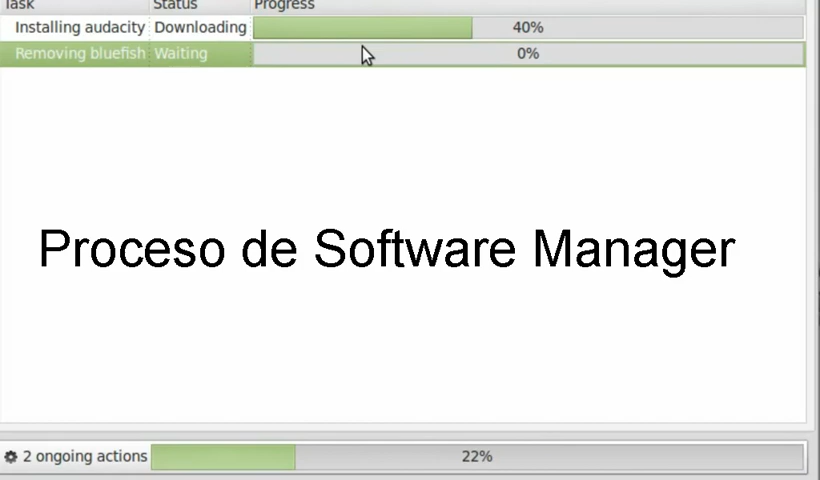 Task Status Progress
Installing audacity Downloading 40%
Removing bluefish Waiting 0%
Proceso de Software Manager
2 ongoing actions 22%